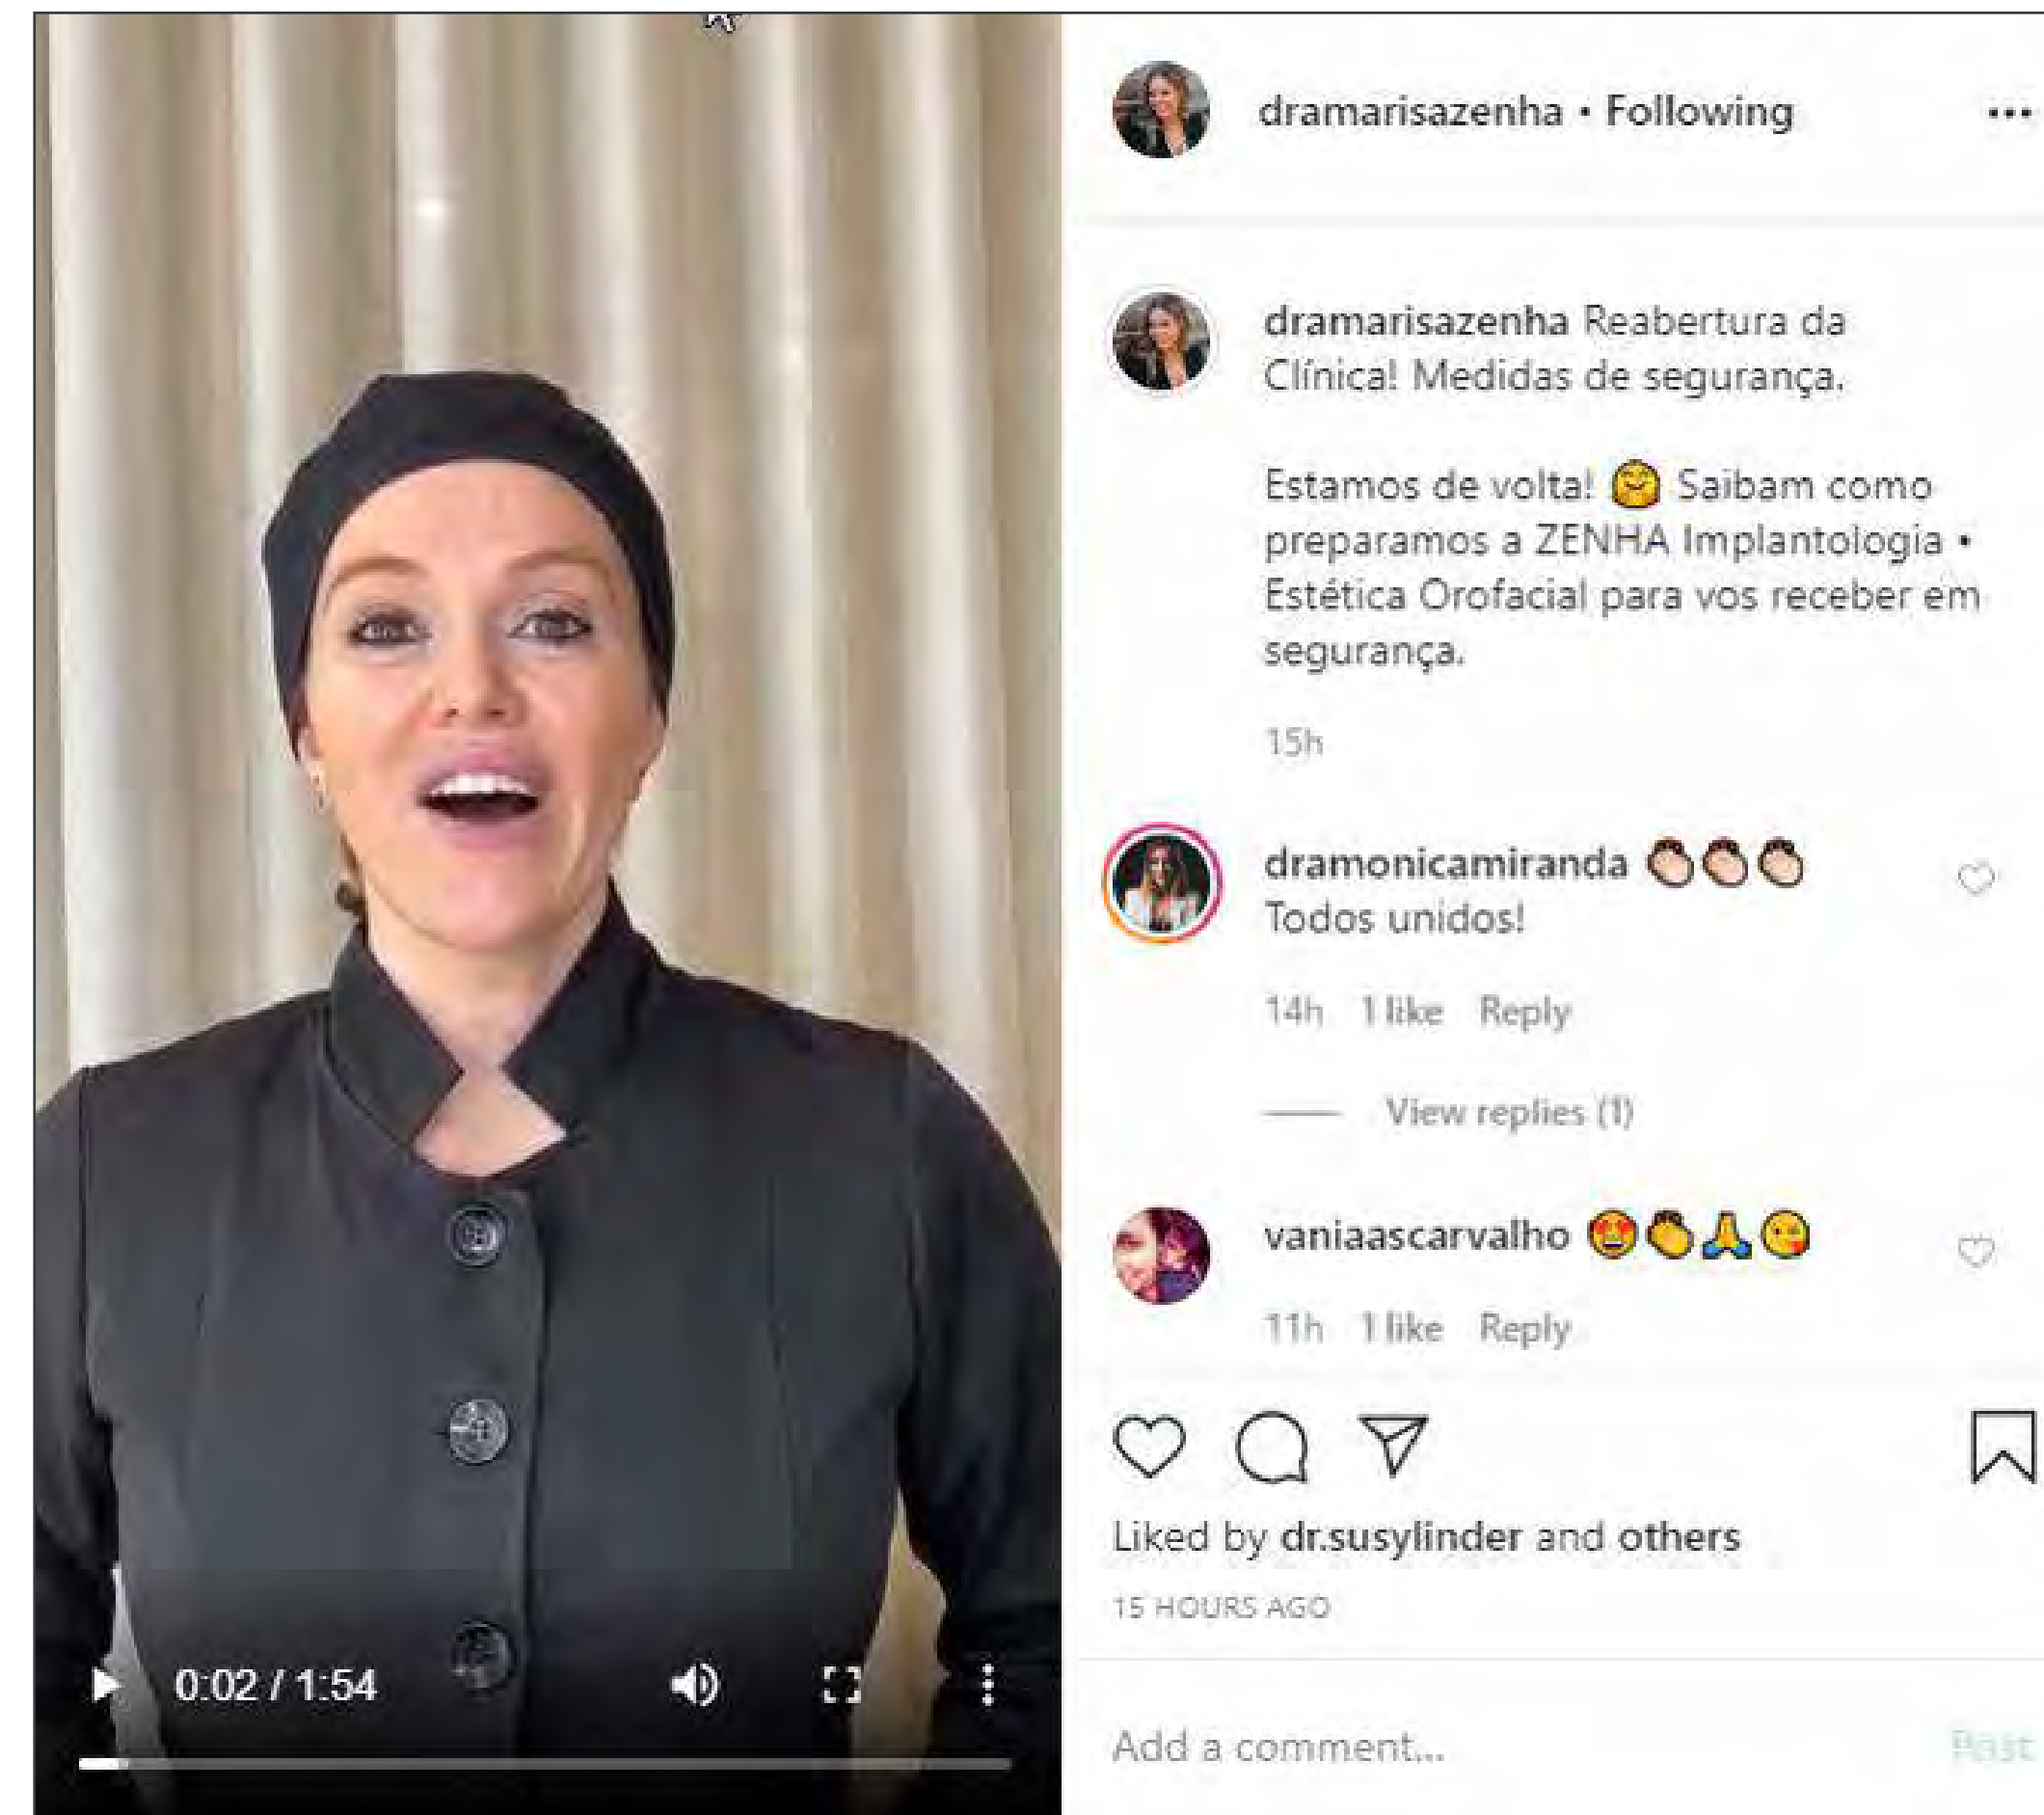 dramarisazenha • Following
dramarisazenha Reabertura da
Clínica! Medidas de segurança.
Estamos de volta! 🤗 Saibam como
preparamos a ZENHA Implantologia •
Estética Orofacial para vos receber em
segurança.
15h
dramonicamiranda 👏🏻👏🏻👏🏻
Todos unidos!
14h 1 like Reply
View replies (1)
vaniaascarvalho 😍👏🙏😘
11h 1 like Reply
Liked by dr.susylinder and others
15 HOURS AGO
Add a comment... Post
0:02 / 1:54